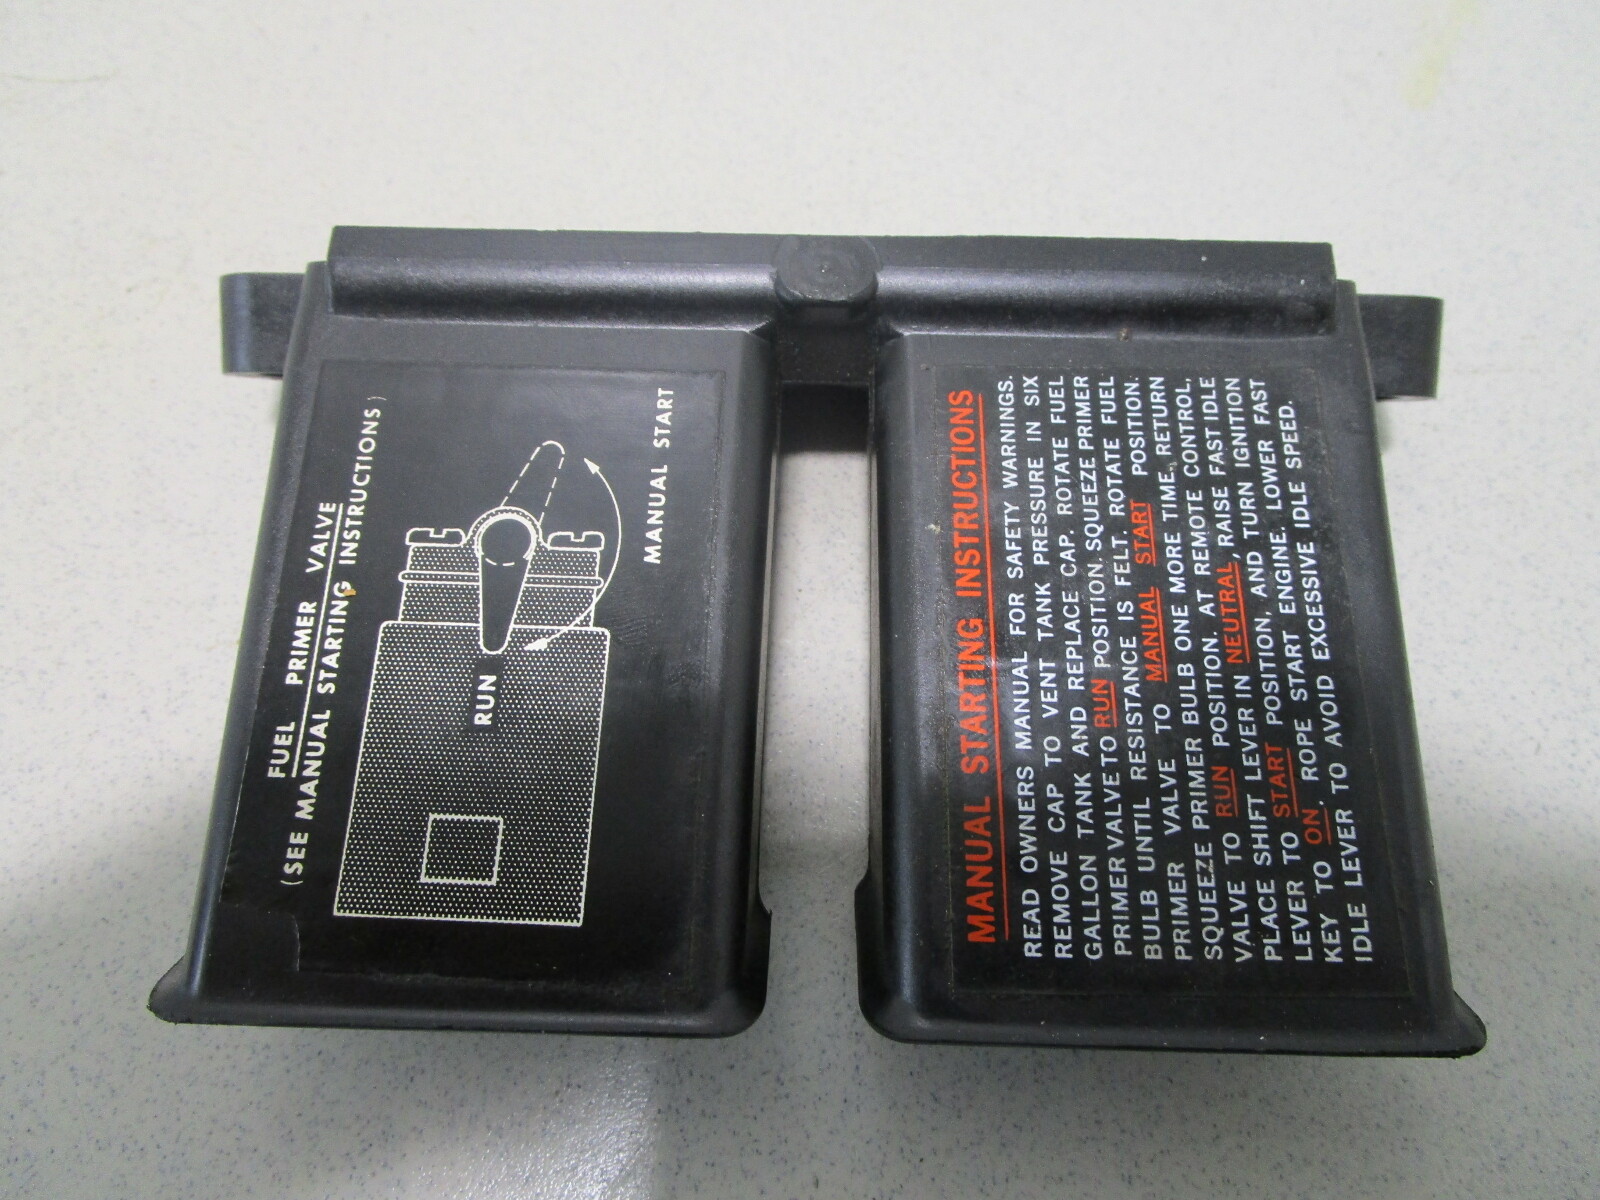 FUEL PRIMER VALVE
(SEE MANUAL STARTING INSTRUCTIONS)
RUN
MANUAL START
MANUAL STARTING INSTRUCTIONS
READ OWNERS MANUAL FOR SAFETY WARNINGS.
REMOVE CAP TO VENT TANK PRESSURE IN SIX
GALLON TANK AND REPLACE CAP. ROTATE FUEL
PRIMER VALVE TO RUN POSITION. SQUEEZE PRIMER
BULB UNTIL RESISTANCE IS FELT. ROTATE FUEL
PRIMER VALVE TO MANUAL START POSITION.
SQUEEZE PRIMER BULB ONE MORE TIME. RETURN
VALVE TO RUN POSITION. AT REMOTE CONTROL,
PLACE SHIFT LEVER IN NEUTRAL, RAISE FAST IDLE
LEVER TO START POSITION, AND TURN IGNITION
KEY TO ON. ROPE START ENGINE. LOWER FAST
IDLE LEVER TO AVOID EXCESSIVE IDLE SPEED.